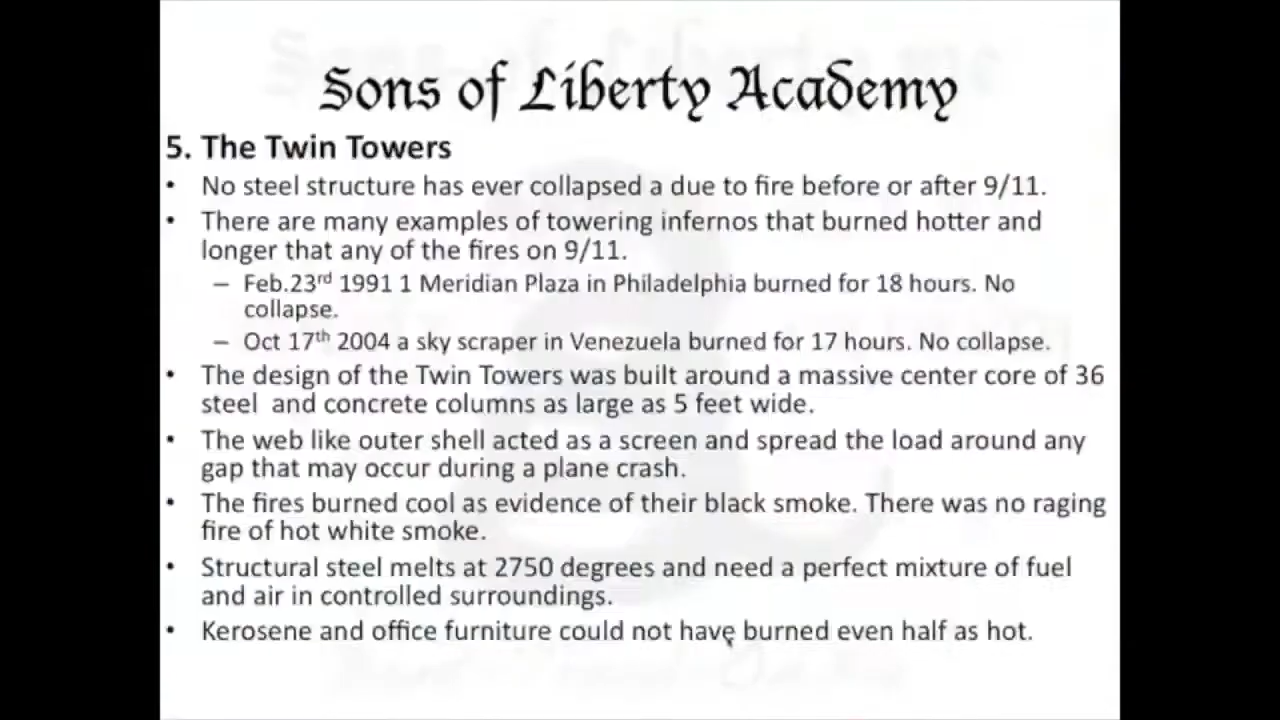 Sons of Liberty Academy
5. The Twin Towers
• No steel structure has ever collapsed a due to fire before or after 9/11.
• There are many examples of towering infernos that burned hotter and
longer that any of the fires on 9/11.
– Feb.23rd 1991 1 Meridian Plaza in Philadelphia burned for 18 hours. No
collapse.
– Oct 17th 2004 a sky scraper in Venezuela burned for 17 hours. No collapse.
• The design of the Twin Towers was built around a massive center core of 36
steel and concrete columns as large as 5 feet wide.
• The web like outer shell acted as a screen and spread the load around any
gap that may occur during a plane crash.
• The fires burned cool as evidence of their black smoke. There was no raging
fire of hot white smoke.
• Structural steel melts at 2750 degrees and need a perfect mixture of fuel
and air in controlled surroundings.
• Kerosene and office furniture could not have burned even half as hot.